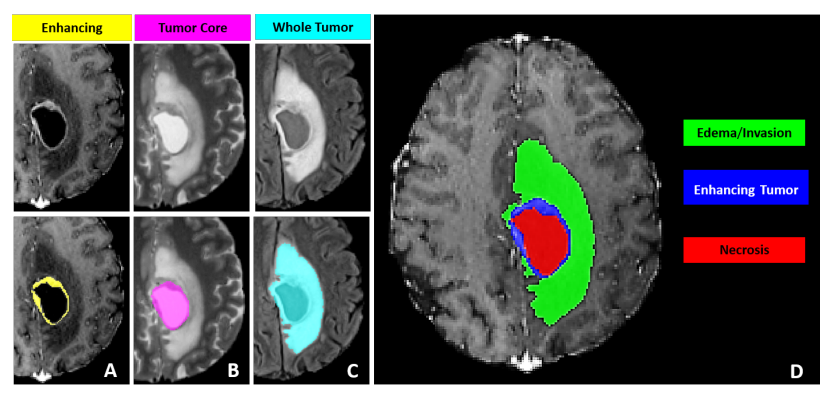 Enhancing
Tumor Core
Whole Tumor
Edema/Invasion
Enhancing Tumor
Necrosis
A
B
C
D